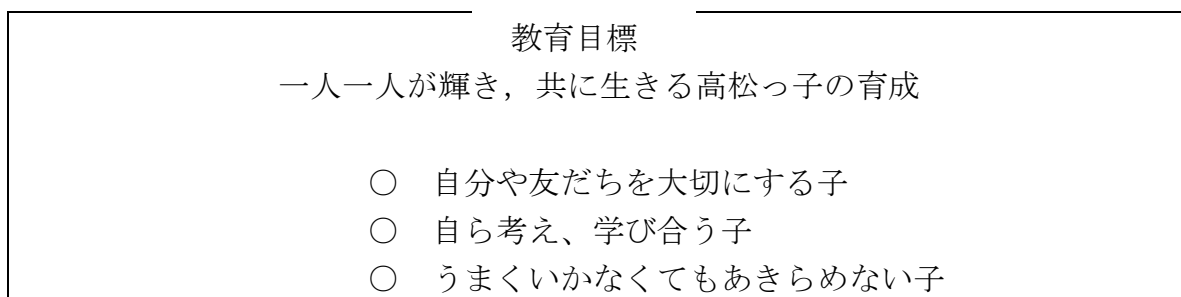 教育目標
一人一人が輝き，共に生きる高松っ子の育成
○　自分や友だちを大切にする子
○　自ら考え、学び合う子
○　うまくいかなくてもあきらめない子